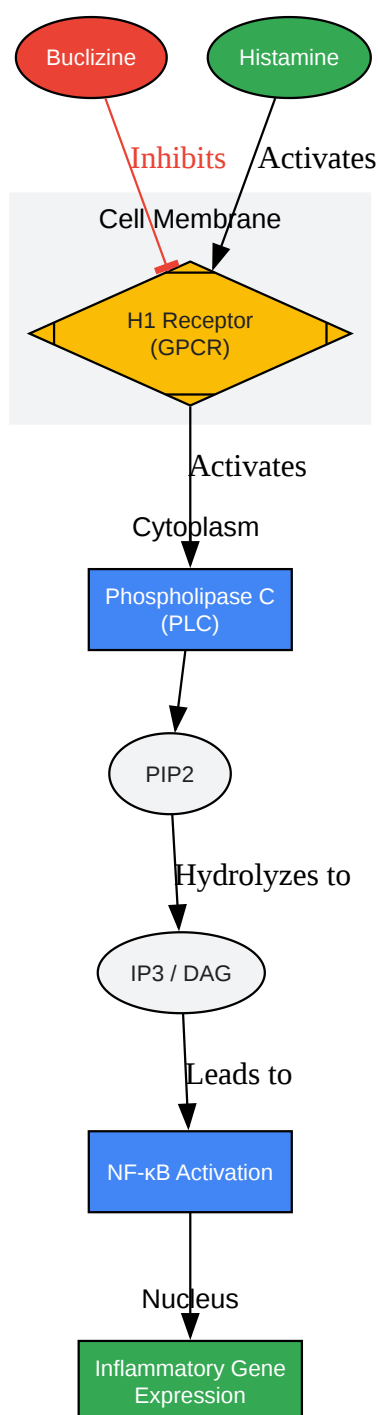 Buclizine
Histamine
Inhibits
Activates
Cell Membrane
H1 Receptor
(GPCR)
Activates
Cytoplasm
Phospholipase C
(PLC)
PIP2
Hydrolyzes to
IP3 / DAG
Leads to
NF-κB Activation
Nucleus
Inflammatory Gene
Expression